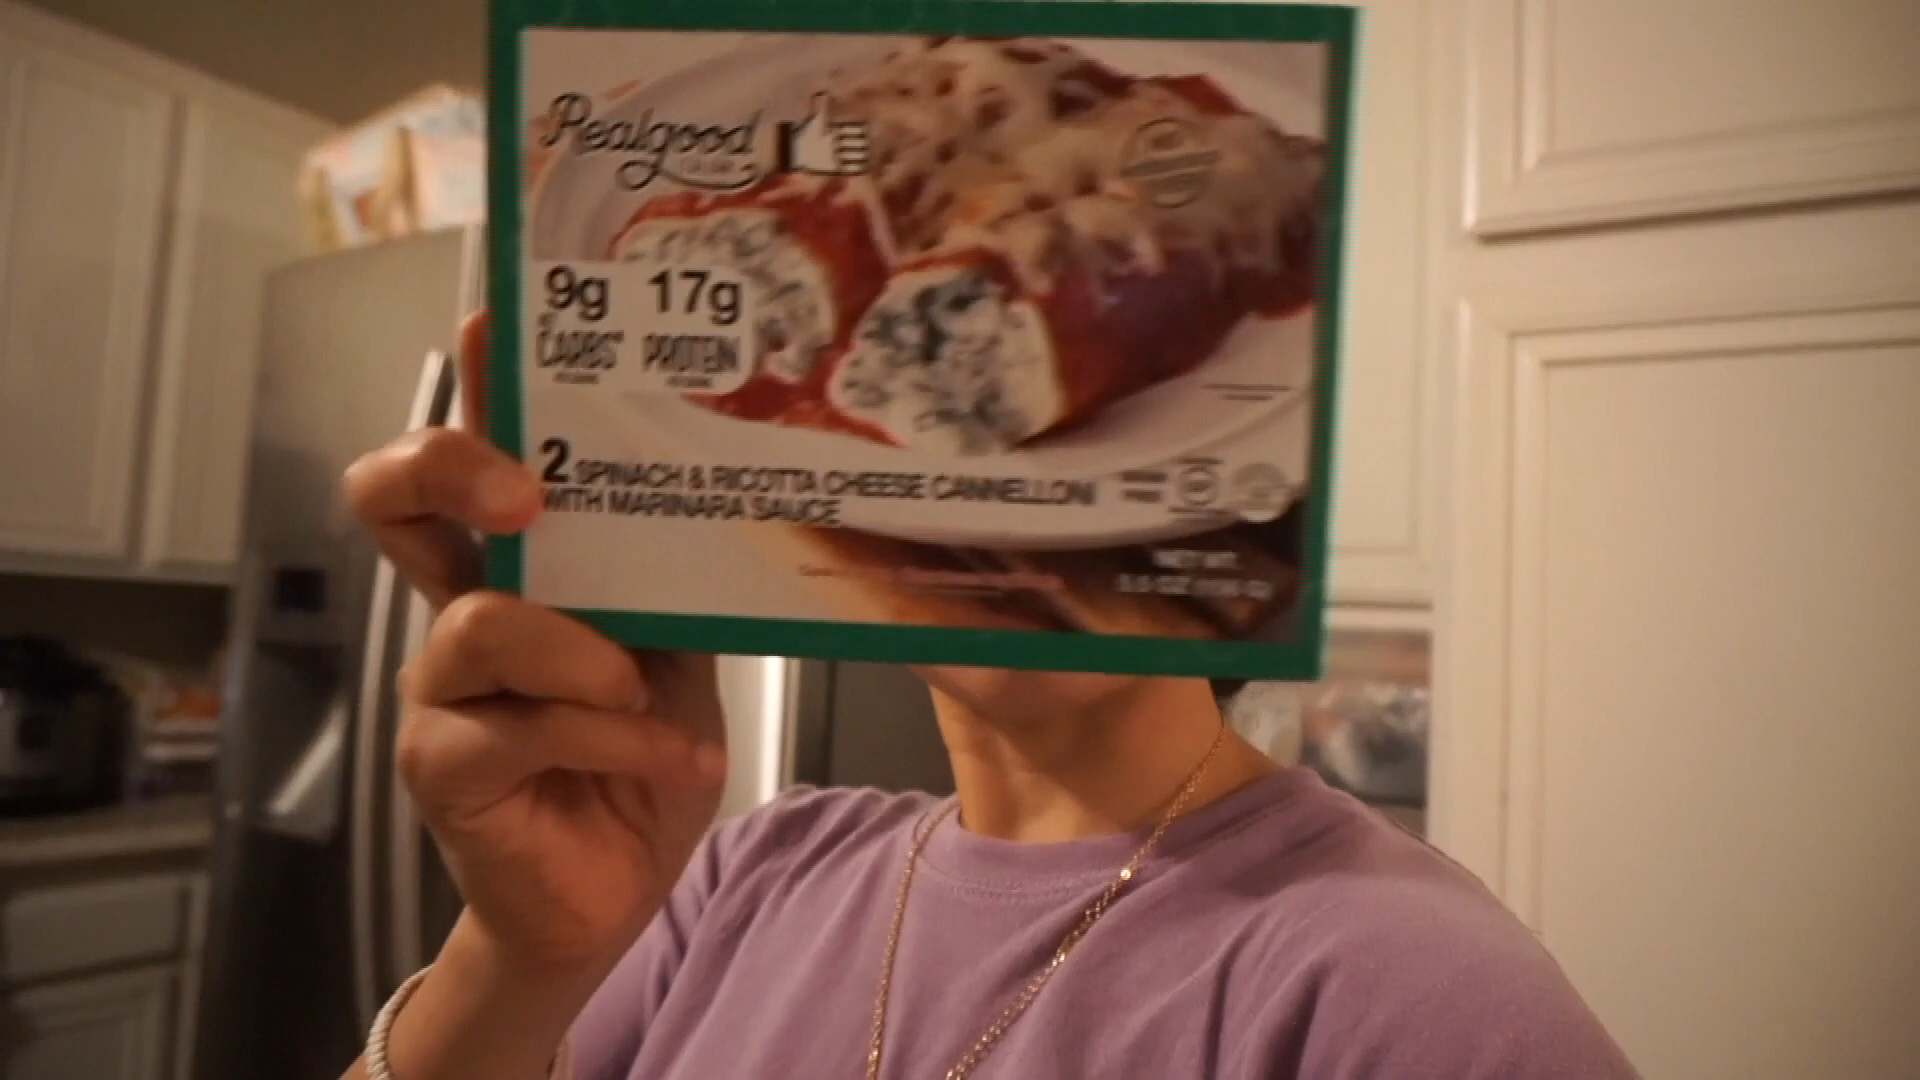 Realgood
9g 17g
CARBS* PROTEIN
2 SPINACH & RICOTTA CHEESE CANNELLONI
WITH MARINARA SAUCE
NET WT.